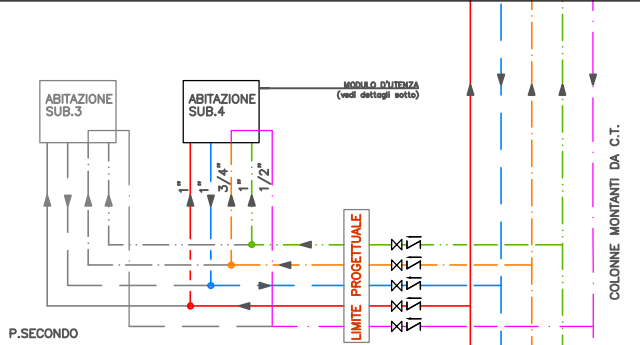 ABITAZIONE
SUB.3
ABITAZIONE
SUB.4
MODULO D'UTENZA
(vedi dettagli sotto)
1"
1"
3/4"
1"
1/2"
LIMITE PROGETTUALE
COLONNE MONTANTI DA C.T.
P.SECONDO